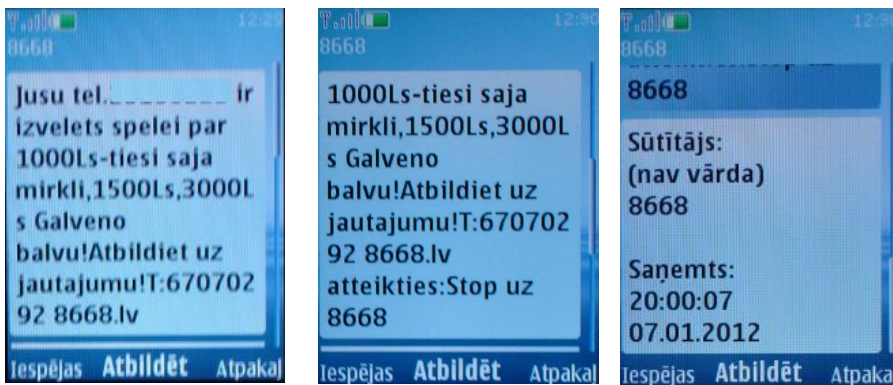 12:29
8668
Jusu tel. ir
izvelets spelei par
1000Ls-tiesi saja
mirkli,1500Ls,3000L
s Galveno
balvu!Atbildiet uz
jautajumu!T:670702
92 8668.lv
Iespējas Atbildēt Atpakaļ
12:30
8668
1000Ls-tiesi saja
mirkli,1500Ls,3000L
s Galveno
balvu!Atbildiet uz
jautajumu!T:670702
92 8668.lv
atteikties:Stop uz
8668
Iespējas Atbildēt Atpakaļ
8668
8668
Sūtītājs:
(nav vārda)
8668
Saņemts:
20:00:07
07.01.2012
Iespējas Atbildēt